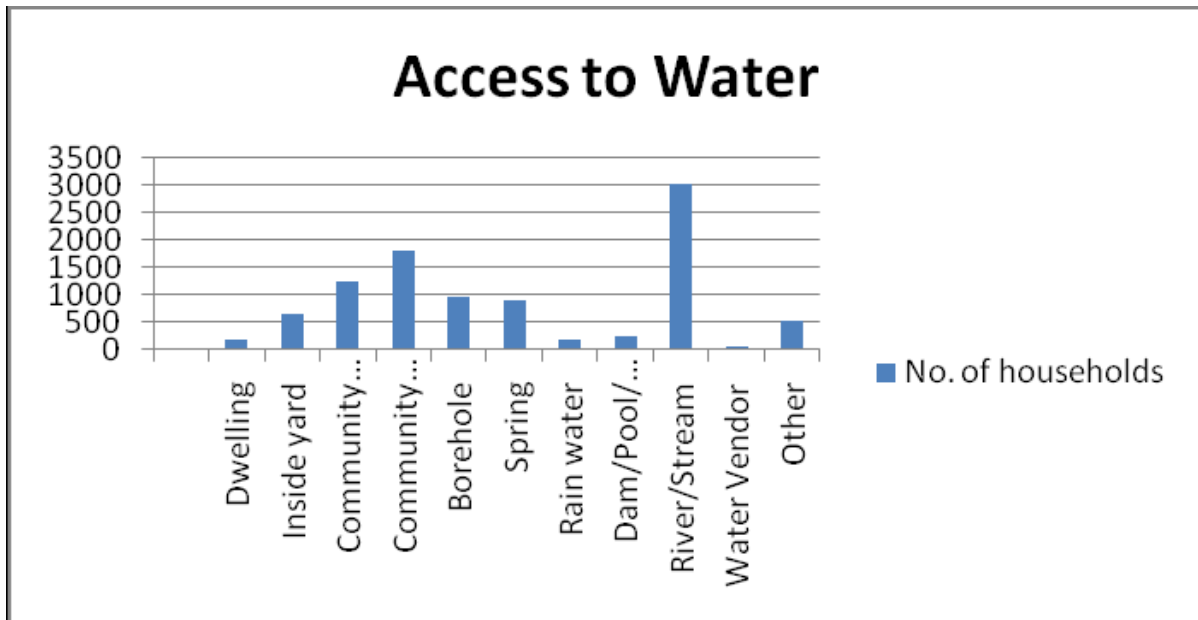 Access to Water
3500
3000
2500
2000
1500
1000
500
0
Dwelling
Inside yard
Community...
Community...
Borehole
Spring
Rain water
Dam/Pool/...
River/Stream
Water Vendor
Other
No. of households